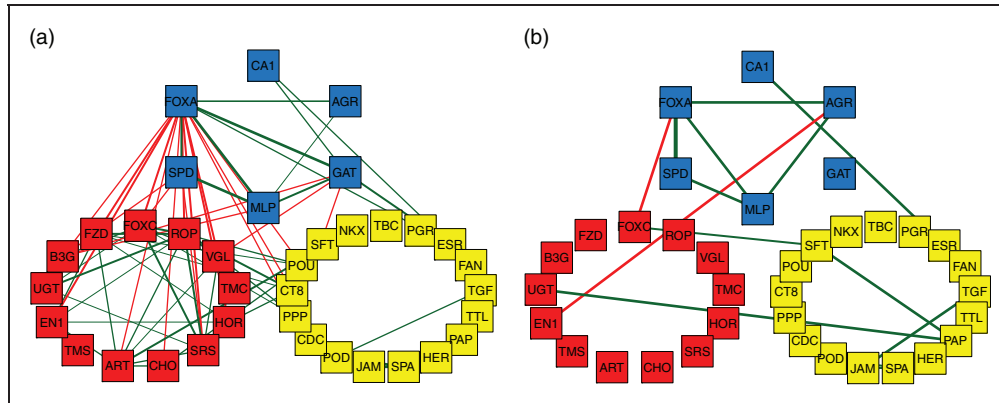 (a)
CA1
FOXA
AGR
SPD
GAT
MLP
FOXC
ROP
FZD
VGL
B3G
TMC
UGT
HOR
EN1
SRS
TMS
ART
CHO
TBC
NKX
PGR
SFT
ESR
POU
FAN
CT8
TGF
PPP
TTL
CDC
PAP
POD
HER
JAM
SPA
(b)
CA1
FOXA
AGR
SPD
GAT
MLP
FOXC
ROP
FZD
VGL
B3G
TMC
UGT
HOR
EN1
SRS
TMS
ART
CHO
TBC
NKX
PGR
SFT
ESR
POU
FAN
CT8
TGF
PPP
TTL
CDC
PAP
POD
HER
JAM
SPA